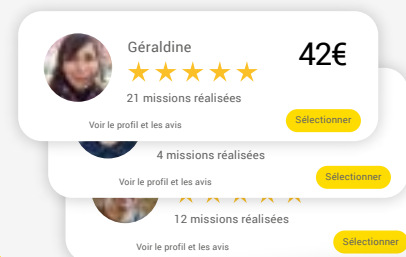 Géraldine
42€
21 missions réalisées
Voir le profil et les avis
Sélectionner
4 missions réalisées
Voir le profil et les avis
Sélectionner
12 missions réalisées
Voir le profil et les avis
Sélectionner